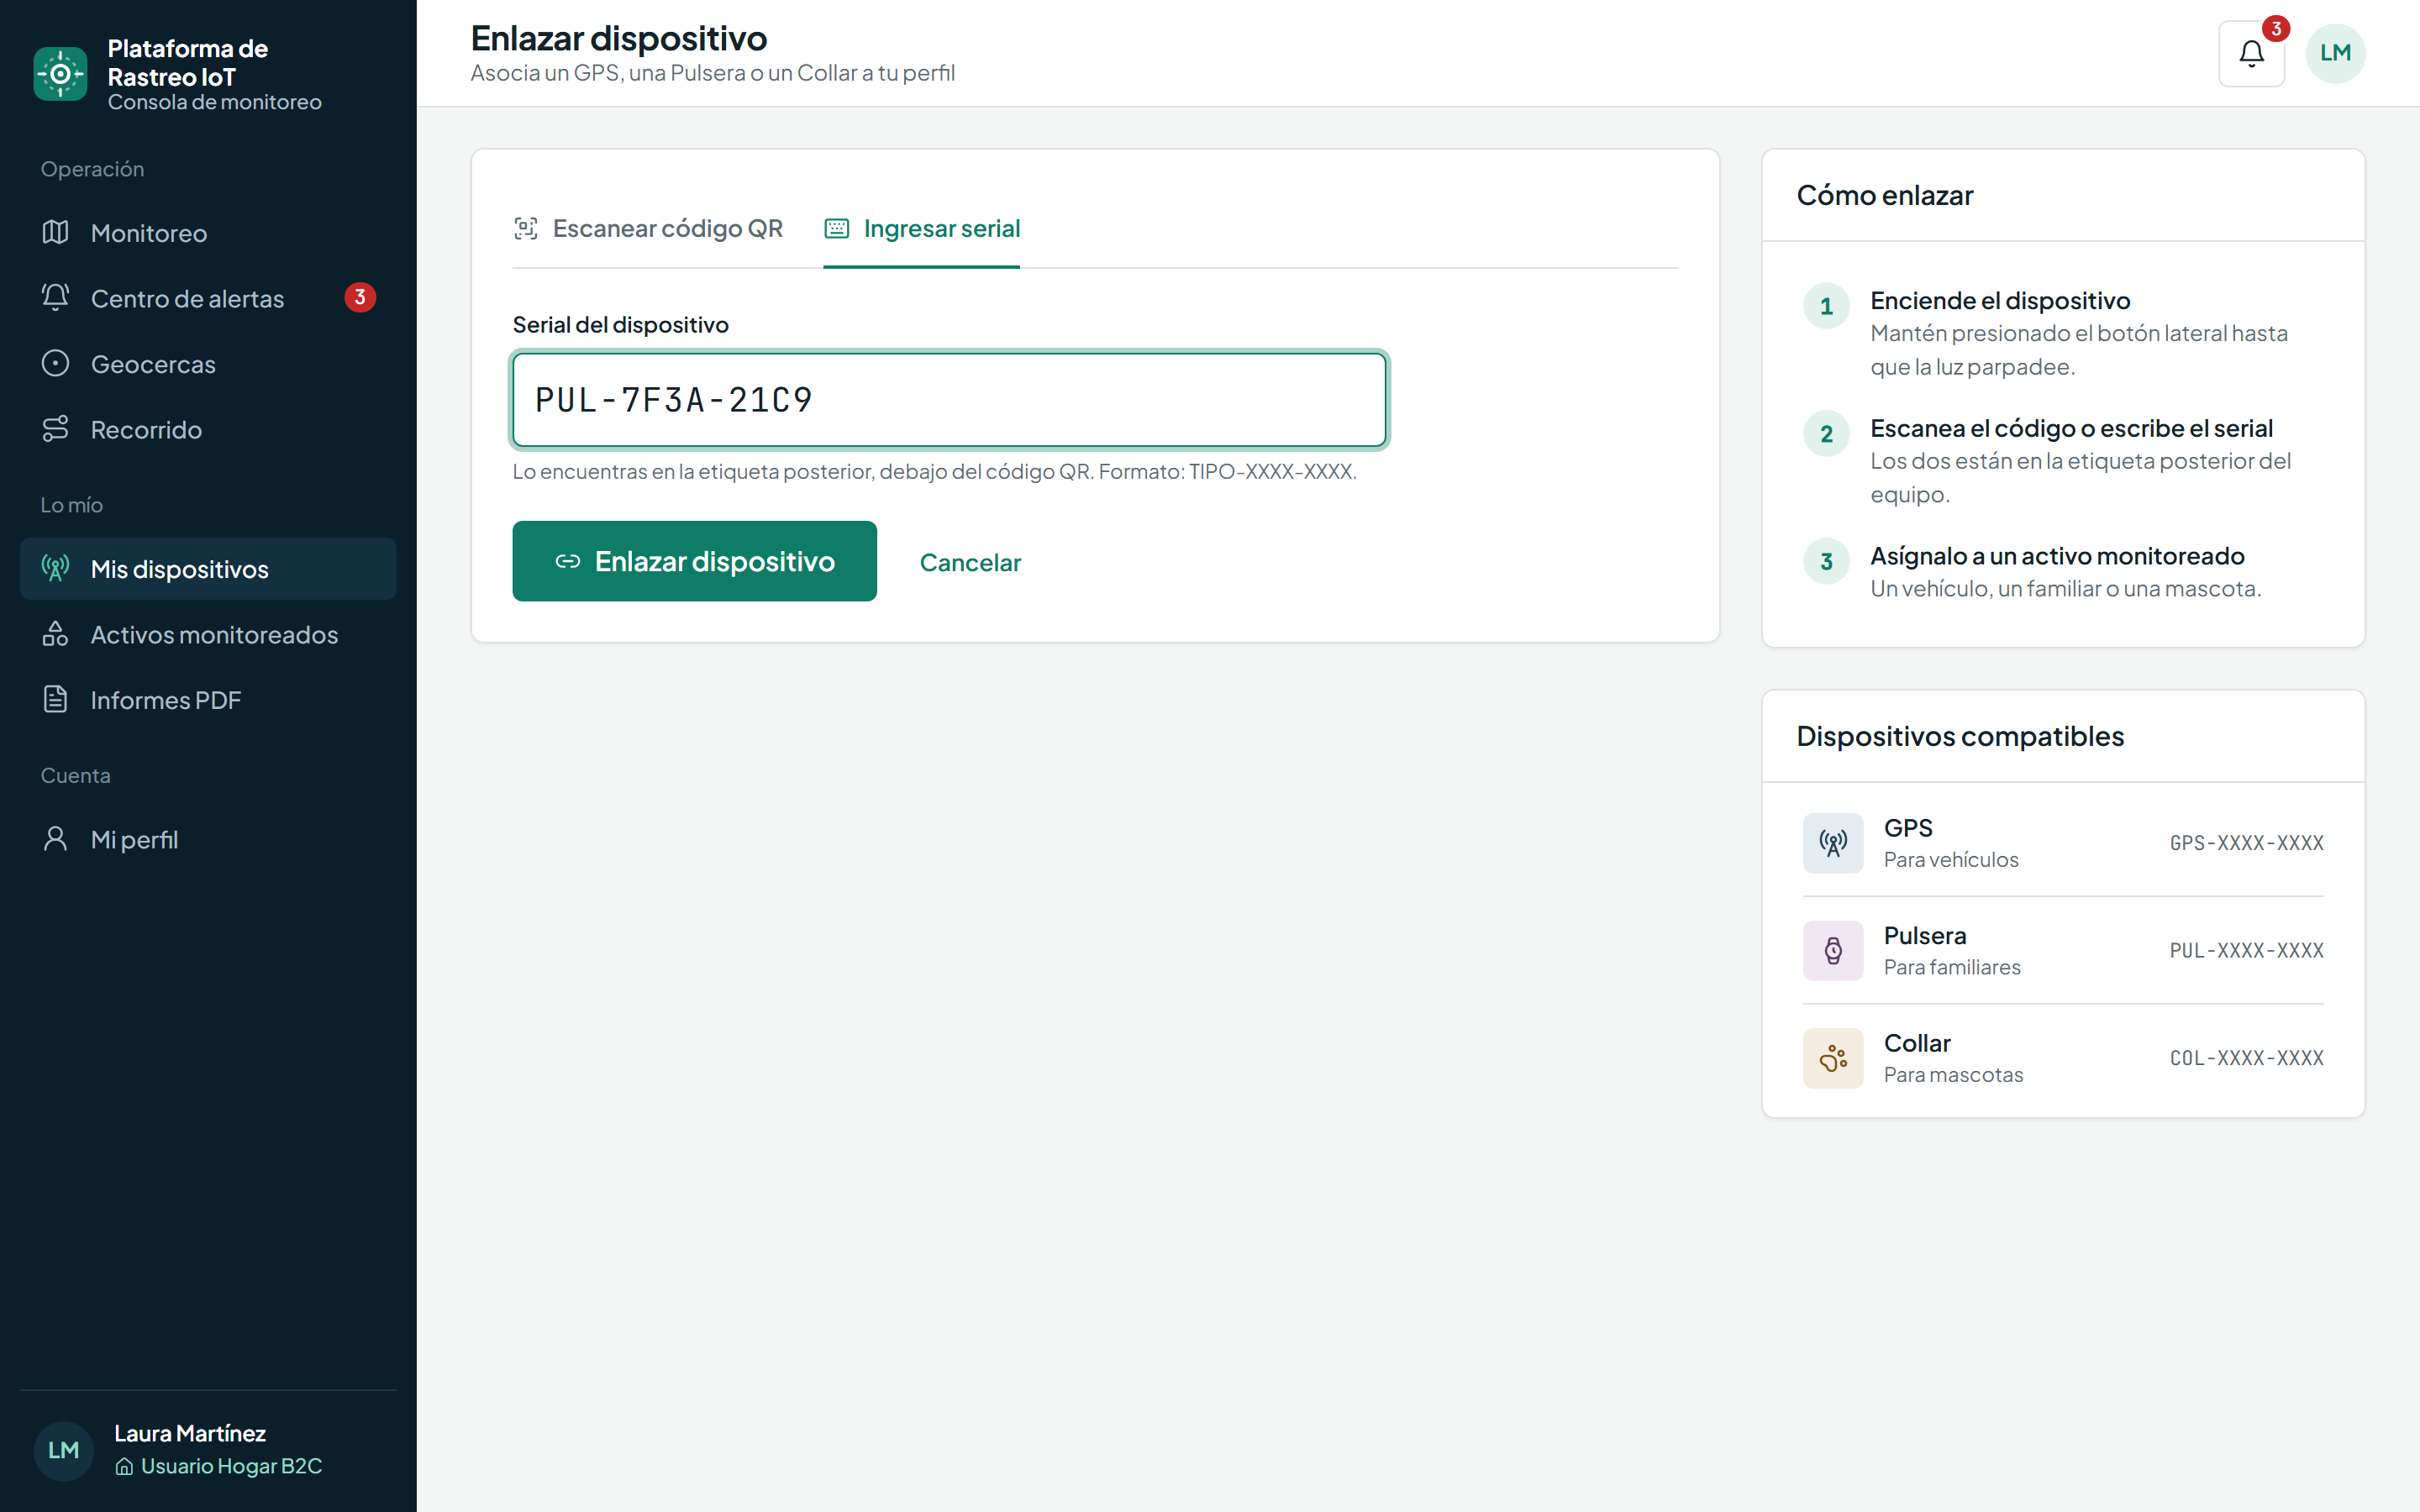 Plataforma de
Rastreo IoT
Consola de monitoreo
Operación
Monitoreo
Centro de alertas
3
Geocercas
Recorrido
Lo mío
Mis dispositivos
Activos monitoreados
Informes PDF
Cuenta
Mi perfil
LM
Laura Martínez
Usuario Hogar B2C
Enlazar dispositivo
Asocia un GPS, una Pulsera o un Collar a tu perfil
3
LM
Escanear código QR
Ingresar serial
Serial del dispositivo
PUL-7F3A-21C9
Lo encuentras en la etiqueta posterior, debajo del código QR. Formato: TIPO-XXXX-XXXX.
Enlazar dispositivo
Cancelar
Cómo enlazar
1
Enciende el dispositivo
Mantén presionado el botón lateral hasta
que la luz parpadee.
2
Escanea el código o escribe el serial
Los dos están en la etiqueta posterior del
equipo.
3
Asígnalo a un activo monitoreado
Un vehículo, un familiar o una mascota.
Dispositivos compatibles
GPS
Para vehículos
GPS-XXXX-XXXX
Pulsera
Para familiares
PUL-XXXX-XXXX
Collar
Para mascotas
COL-XXXX-XXXX